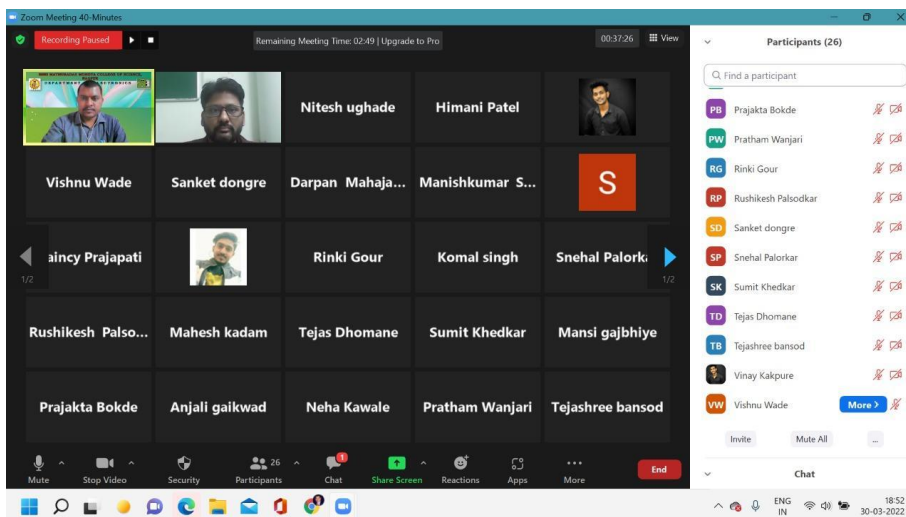 Zoom Meeting 40-Minutes
Recording Paused
Remaining Meeting Time: 02:49 | Upgrade to Pro
00:37:26
View
Nitesh ughade
Himani Patel
Vishnu Wade
Sanket dongre
Darpan Mahaja...
Manishkumar S...
S
aincy Prajapati
Rinki Gour
Komal singh
Snehal Palorka
1/2
1/2
Rushikesh Palso...
Mahesh kadam
Tejas Dhomane
Sumit Khedkar
Mansi gajbhiye
Prajakta Bokde
Anjali gaikwad
Neha Kawale
Pratham Wanjari
Tejashree bansod
Mute
Stop Video
Security
26
Participants
1
Chat
Share Screen
Reactions
Apps
More
End
Participants (26)
Find a participant
PB Prajakta Bokde
PW Pratham Wanjari
RG Rinki Gour
RP Rushikesh Palsodkar
SD Sanket dongre
SP Snehal Palorkar
SK Sumit Khedkar
TD Tejas Dhomane
TB Tejashree bansod
Vinay Kakpure
VW Vishnu Wade More >
Invite
Mute All
...
Chat
ENG
IN
18:52
30-03-2022